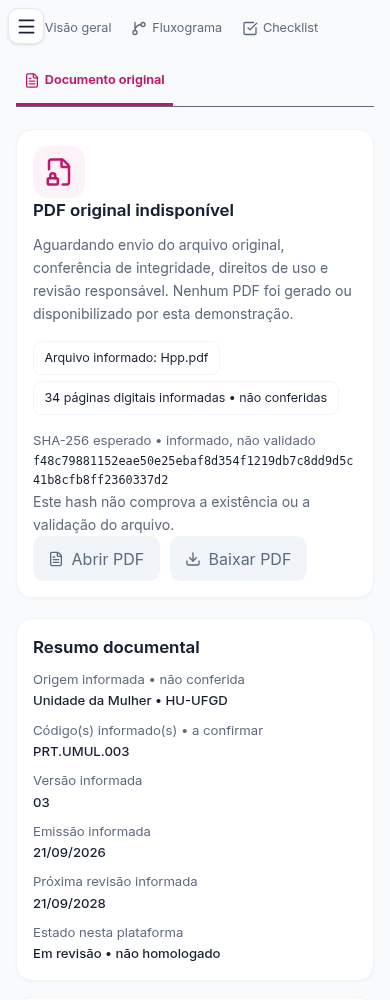 Visão geral
Fluxograma
Checklist
Documento original
PDF original indisponível
Aguardando envio do arquivo original,
conferência de integridade, direitos de uso e
revisão responsável. Nenhum PDF foi gerado ou
disponibilizado por esta demonstração.
Arquivo informado: Hpp.pdf
34 páginas digitais informadas • não conferidas
SHA-256 esperado • informado, não validado
f48c79881152eae50e25ebaf8d354f1219db7c8dd9d5c
41b8cfb8ff2360337d2
Este hash não comprova a existência ou a
validação do arquivo.
Abrir PDF
Baixar PDF
Resumo documental
Origem informada • não conferida
Unidade da Mulher • HU-UFGD
Código(s) informado(s) • a confirmar
PRT.UMUL.003
Versão informada
03
Emissão informada
21/09/2026
Próxima revisão informada
21/09/2028
Estado nesta plataforma
Em revisão • não homologado